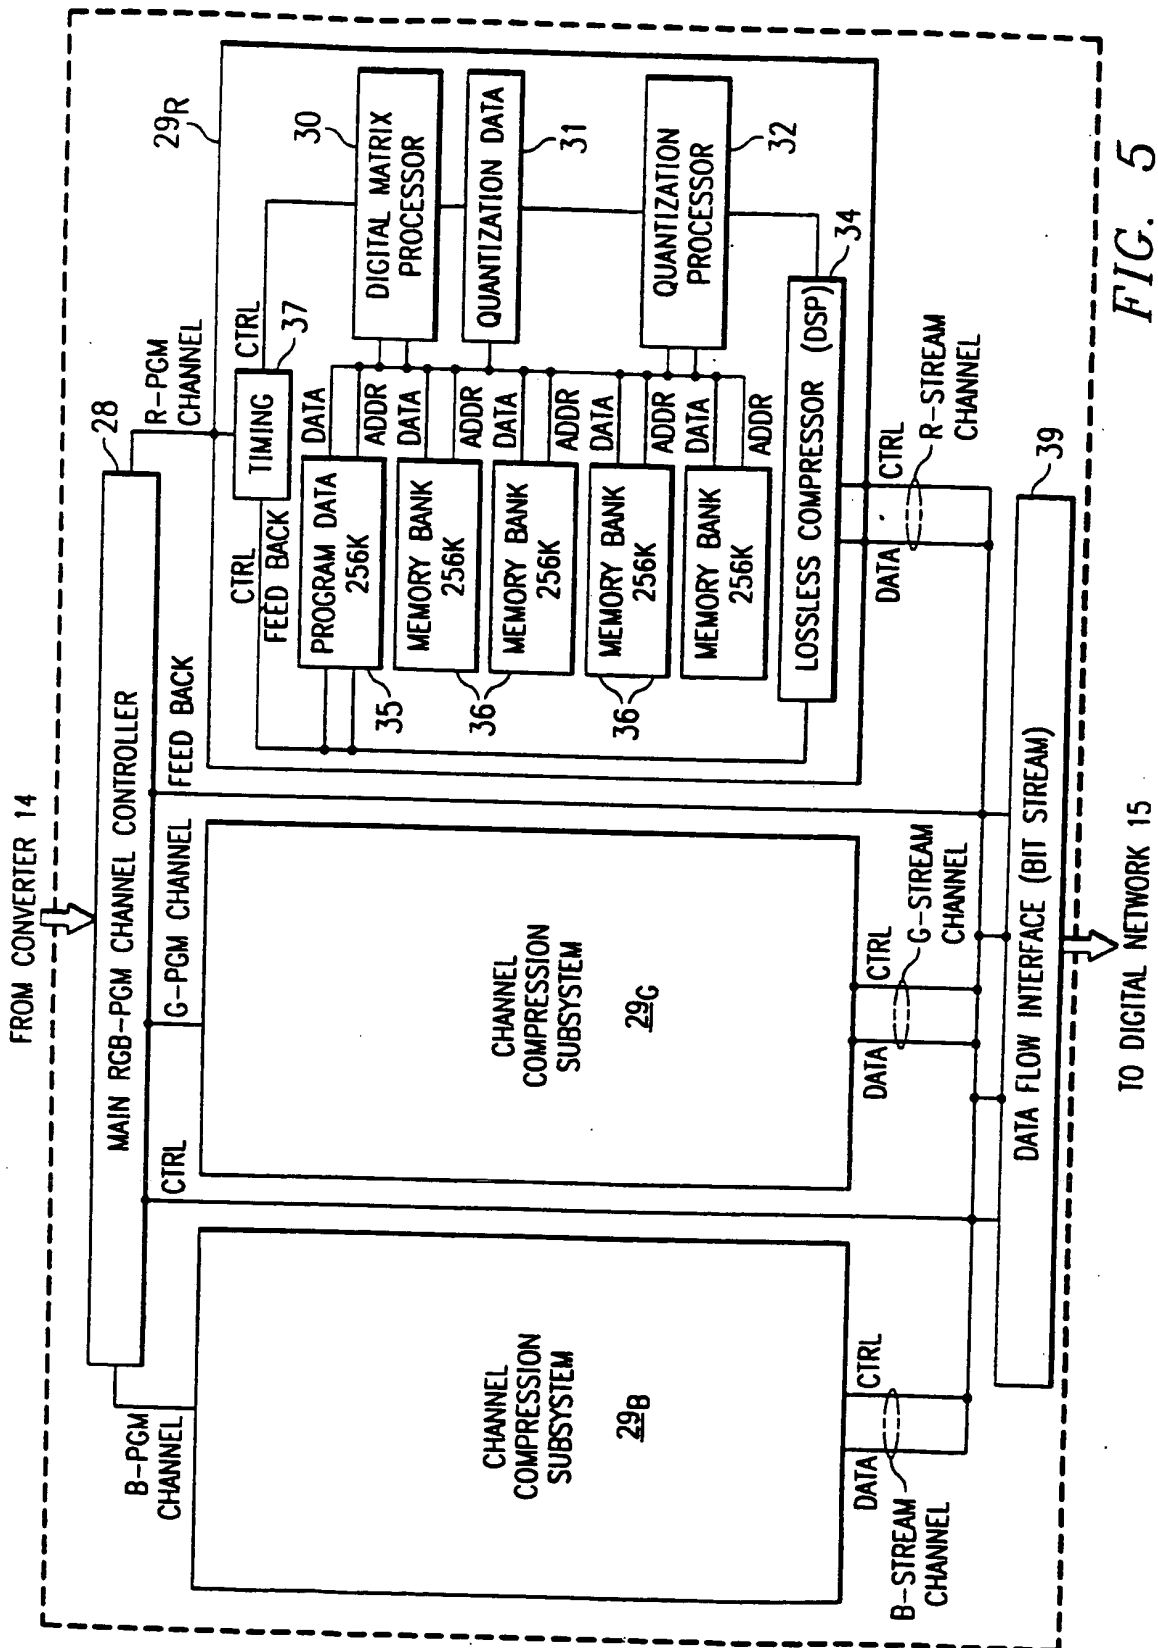 FROM CONVERTER 14
28
MAIN RGB-PGM CHANNEL CONTROLLER
B-PGM
CHANNEL
CTRL
G-PGM CHANNEL
FEED BACK
R-PGM
CHANNEL
29R
CHANNEL
COMPRESSION
SUBSYSTEM
29B
CHANNEL
COMPRESSION
SUBSYSTEM
29G
CTRL
FEED BACK
TIMING
CTRL
37
PROGRAM DATA
256K
35
DATA
ADDR
MEMORY BANK
256K
36
DATA
ADDR
MEMORY BANK
256K
DATA
ADDR
MEMORY BANK
256K
36
DATA
ADDR
MEMORY BANK
256K
DATA
ADDR
DIGITAL MATRIX
PROCESSOR
30
QUANTIZATION DATA
31
QUANTIZATION
PROCESSOR
32
LOSSLESS COMPRESSOR (DSP)
34
DATA
CTRL
B-STREAM
CHANNEL
DATA
CTRL
G-STREAM
CHANNEL
DATA
CTRL
R-STREAM
CHANNEL
DATA FLOW INTERFACE (BIT STREAM)
39
TO DIGITAL NETWORK 15
FIG. 5